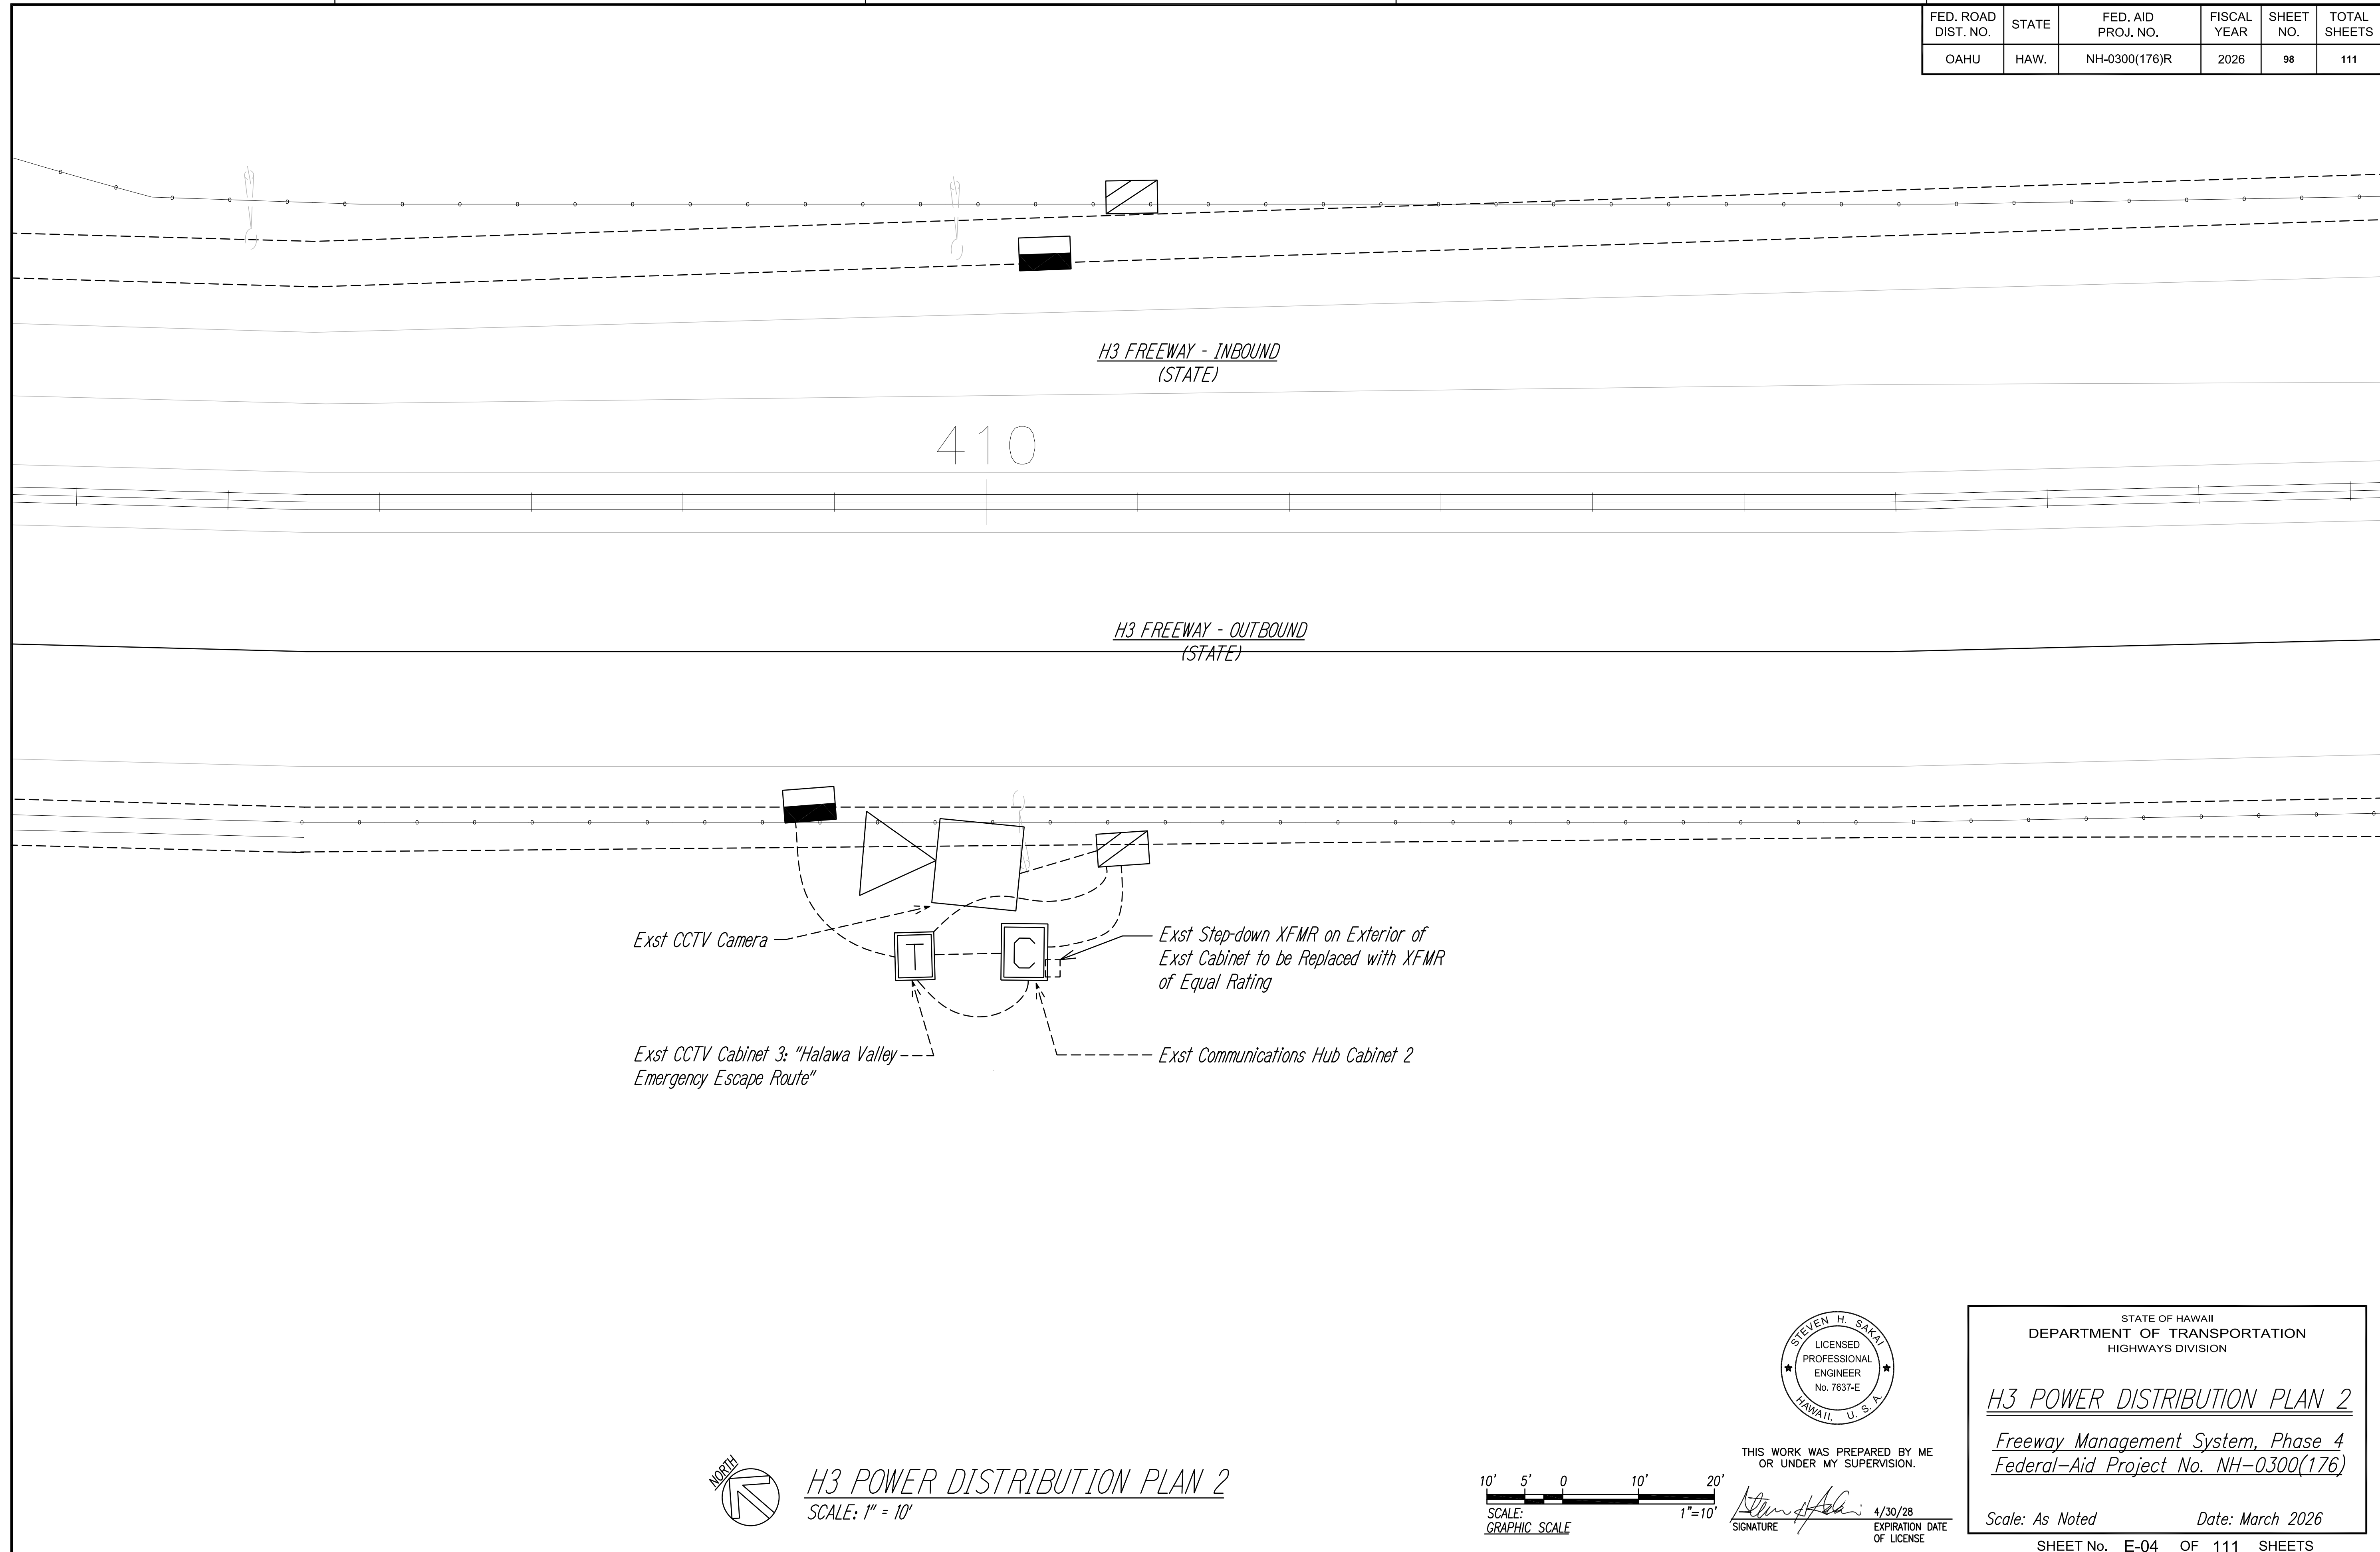 FED. ROAD DIST. NO. STATE FED. AID PROJ. NO. FISCAL YEAR SHEET NO. TOTAL SHEETS
OAHU HAW. NH-0300(176)R 2026 98 111
H3 FREEWAY - INBOUND
(STATE)
410
H3 FREEWAY - OUTBOUND
(STATE)
Exst CCTV Camera
T
C
Exst Step-down XFMR on Exterior of
Exst Cabinet to be Replaced with XFMR
of Equal Rating
Exst CCTV Cabinet 3: "Halawa Valley
Emergency Escape Route"
Exst Communications Hub Cabinet 2
NORTH
H3 POWER DISTRIBUTION PLAN 2
SCALE: 1" = 10'
10' 5' 0 10' 20'
SCALE: 1"=10'
GRAPHIC SCALE
STEVEN H. SAKAI
LICENSED
PROFESSIONAL
ENGINEER
No. 7637-E
HAWAII, U. S. A.
THIS WORK WAS PREPARED BY ME
OR UNDER MY SUPERVISION.
4/30/28
SIGNATURE EXPIRATION DATE
OF LICENSE
STATE OF HAWAII
DEPARTMENT OF TRANSPORTATION
HIGHWAYS DIVISION
H3 POWER DISTRIBUTION PLAN 2
Freeway Management System, Phase 4
Federal-Aid Project No. NH-0300(176)
Scale: As Noted Date: March 2026
SHEET No. E-04 OF 111 SHEETS